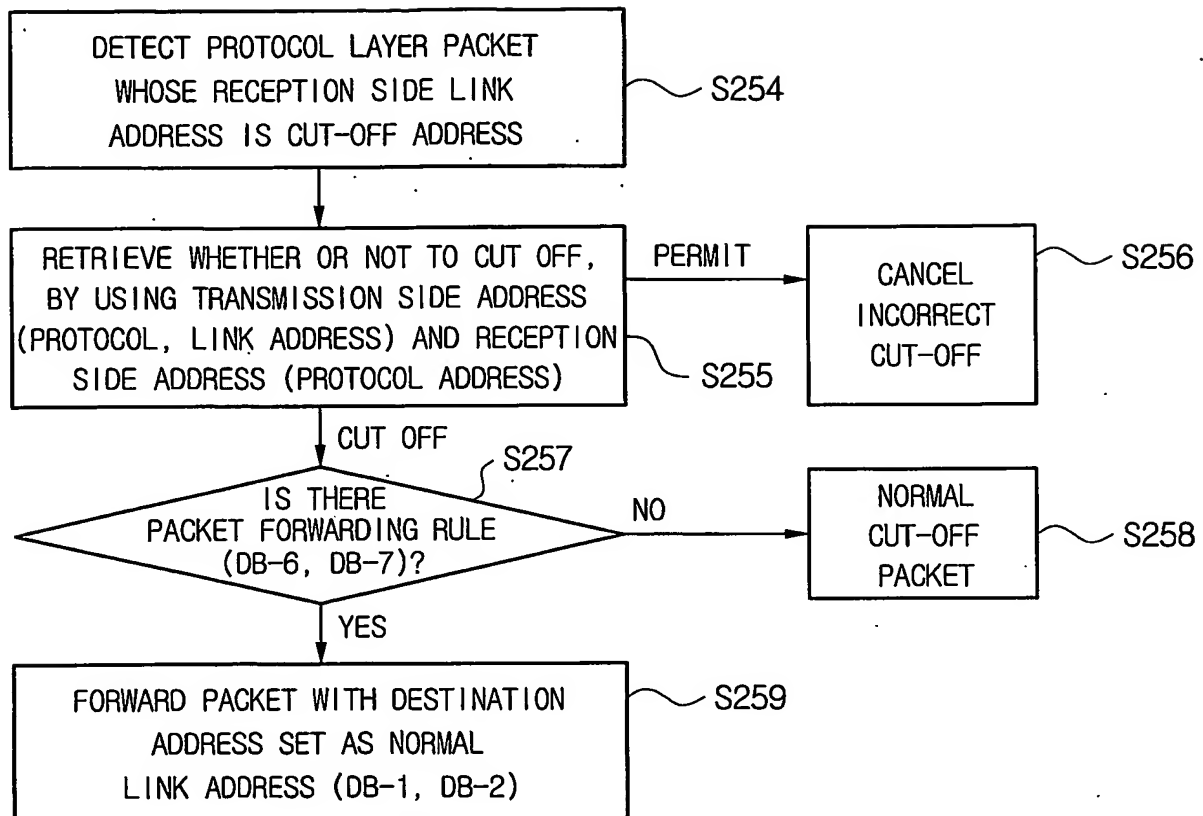 DETECT PROTOCOL LAYER PACKET
WHOSE RECEPTION SIDE LINK
ADDRESS IS CUT-OFF ADDRESS
S254
RETRIEVE WHETHER OR NOT TO CUT OFF,
BY USING TRANSMISSION SIDE ADDRESS
(PROTOCOL, LINK ADDRESS) AND RECEPTION
SIDE ADDRESS (PROTOCOL ADDRESS)
S255
PERMIT
CANCEL
INCORRECT
CUT-OFF
S256
CUT OFF
S257
IS THERE
PACKET FORWARDING RULE
(DB-6, DB-7)?
NO
NORMAL
CUT-OFF
PACKET
S258
YES
FORWARD PACKET WITH DESTINATION
ADDRESS SET AS NORMAL
LINK ADDRESS (DB-1, DB-2)
S259